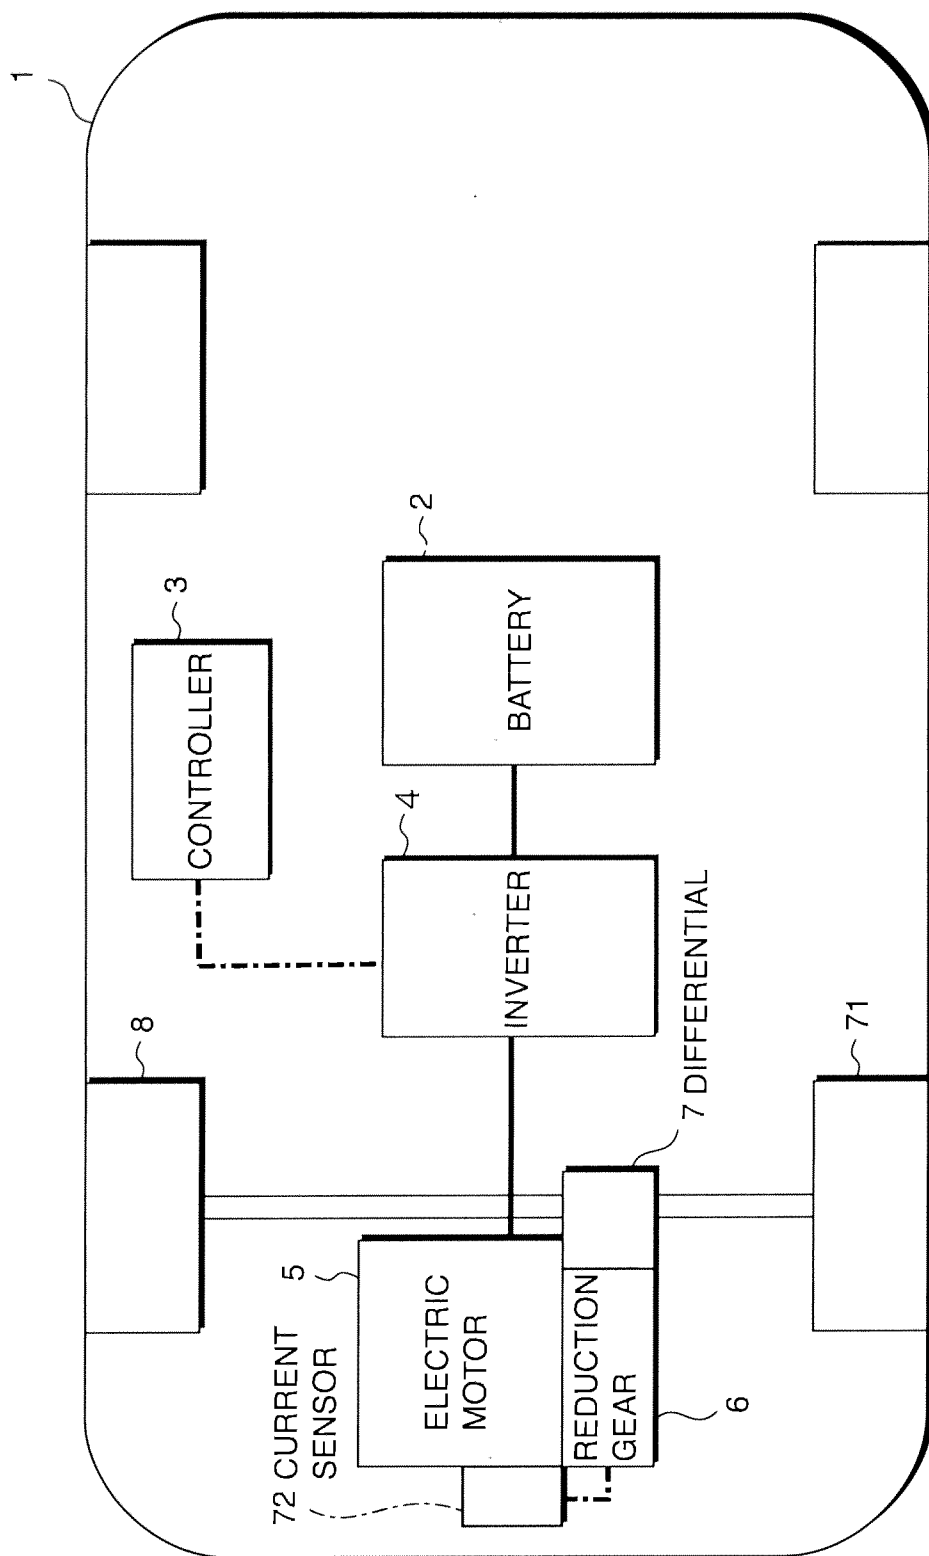 1
8
3
CONTROLLER
72 CURRENT
SENSOR
5
ELECTRIC
MOTOR
4
INVERTER
2
BATTERY
REDUCTION
GEAR
6
7 DIFFERENTIAL
71